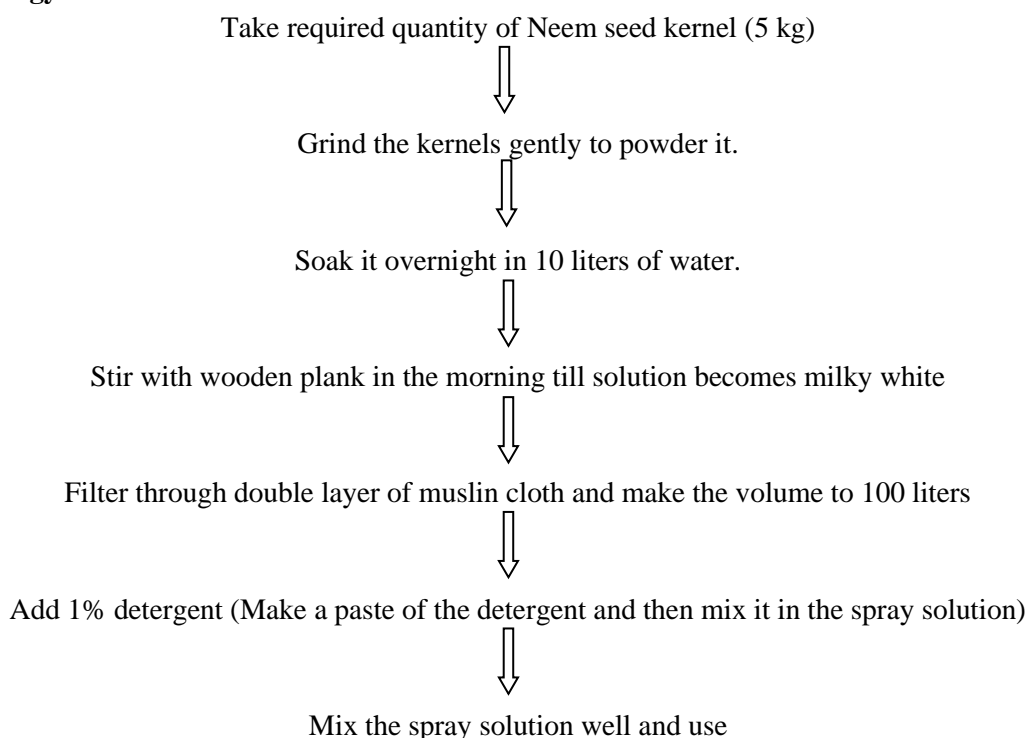 gy
Take required quantity of Neem seed kernel (5 kg)
Grind the kernels gently to powder it.
Soak it overnight in 10 liters of water.
Stir with wooden plank in the morning till solution becomes milky white
Filter through double layer of muslin cloth and make the volume to 100 liters
Add 1% detergent (Make a paste of the detergent and then mix it in the spray solution)
Mix the spray solution well and use